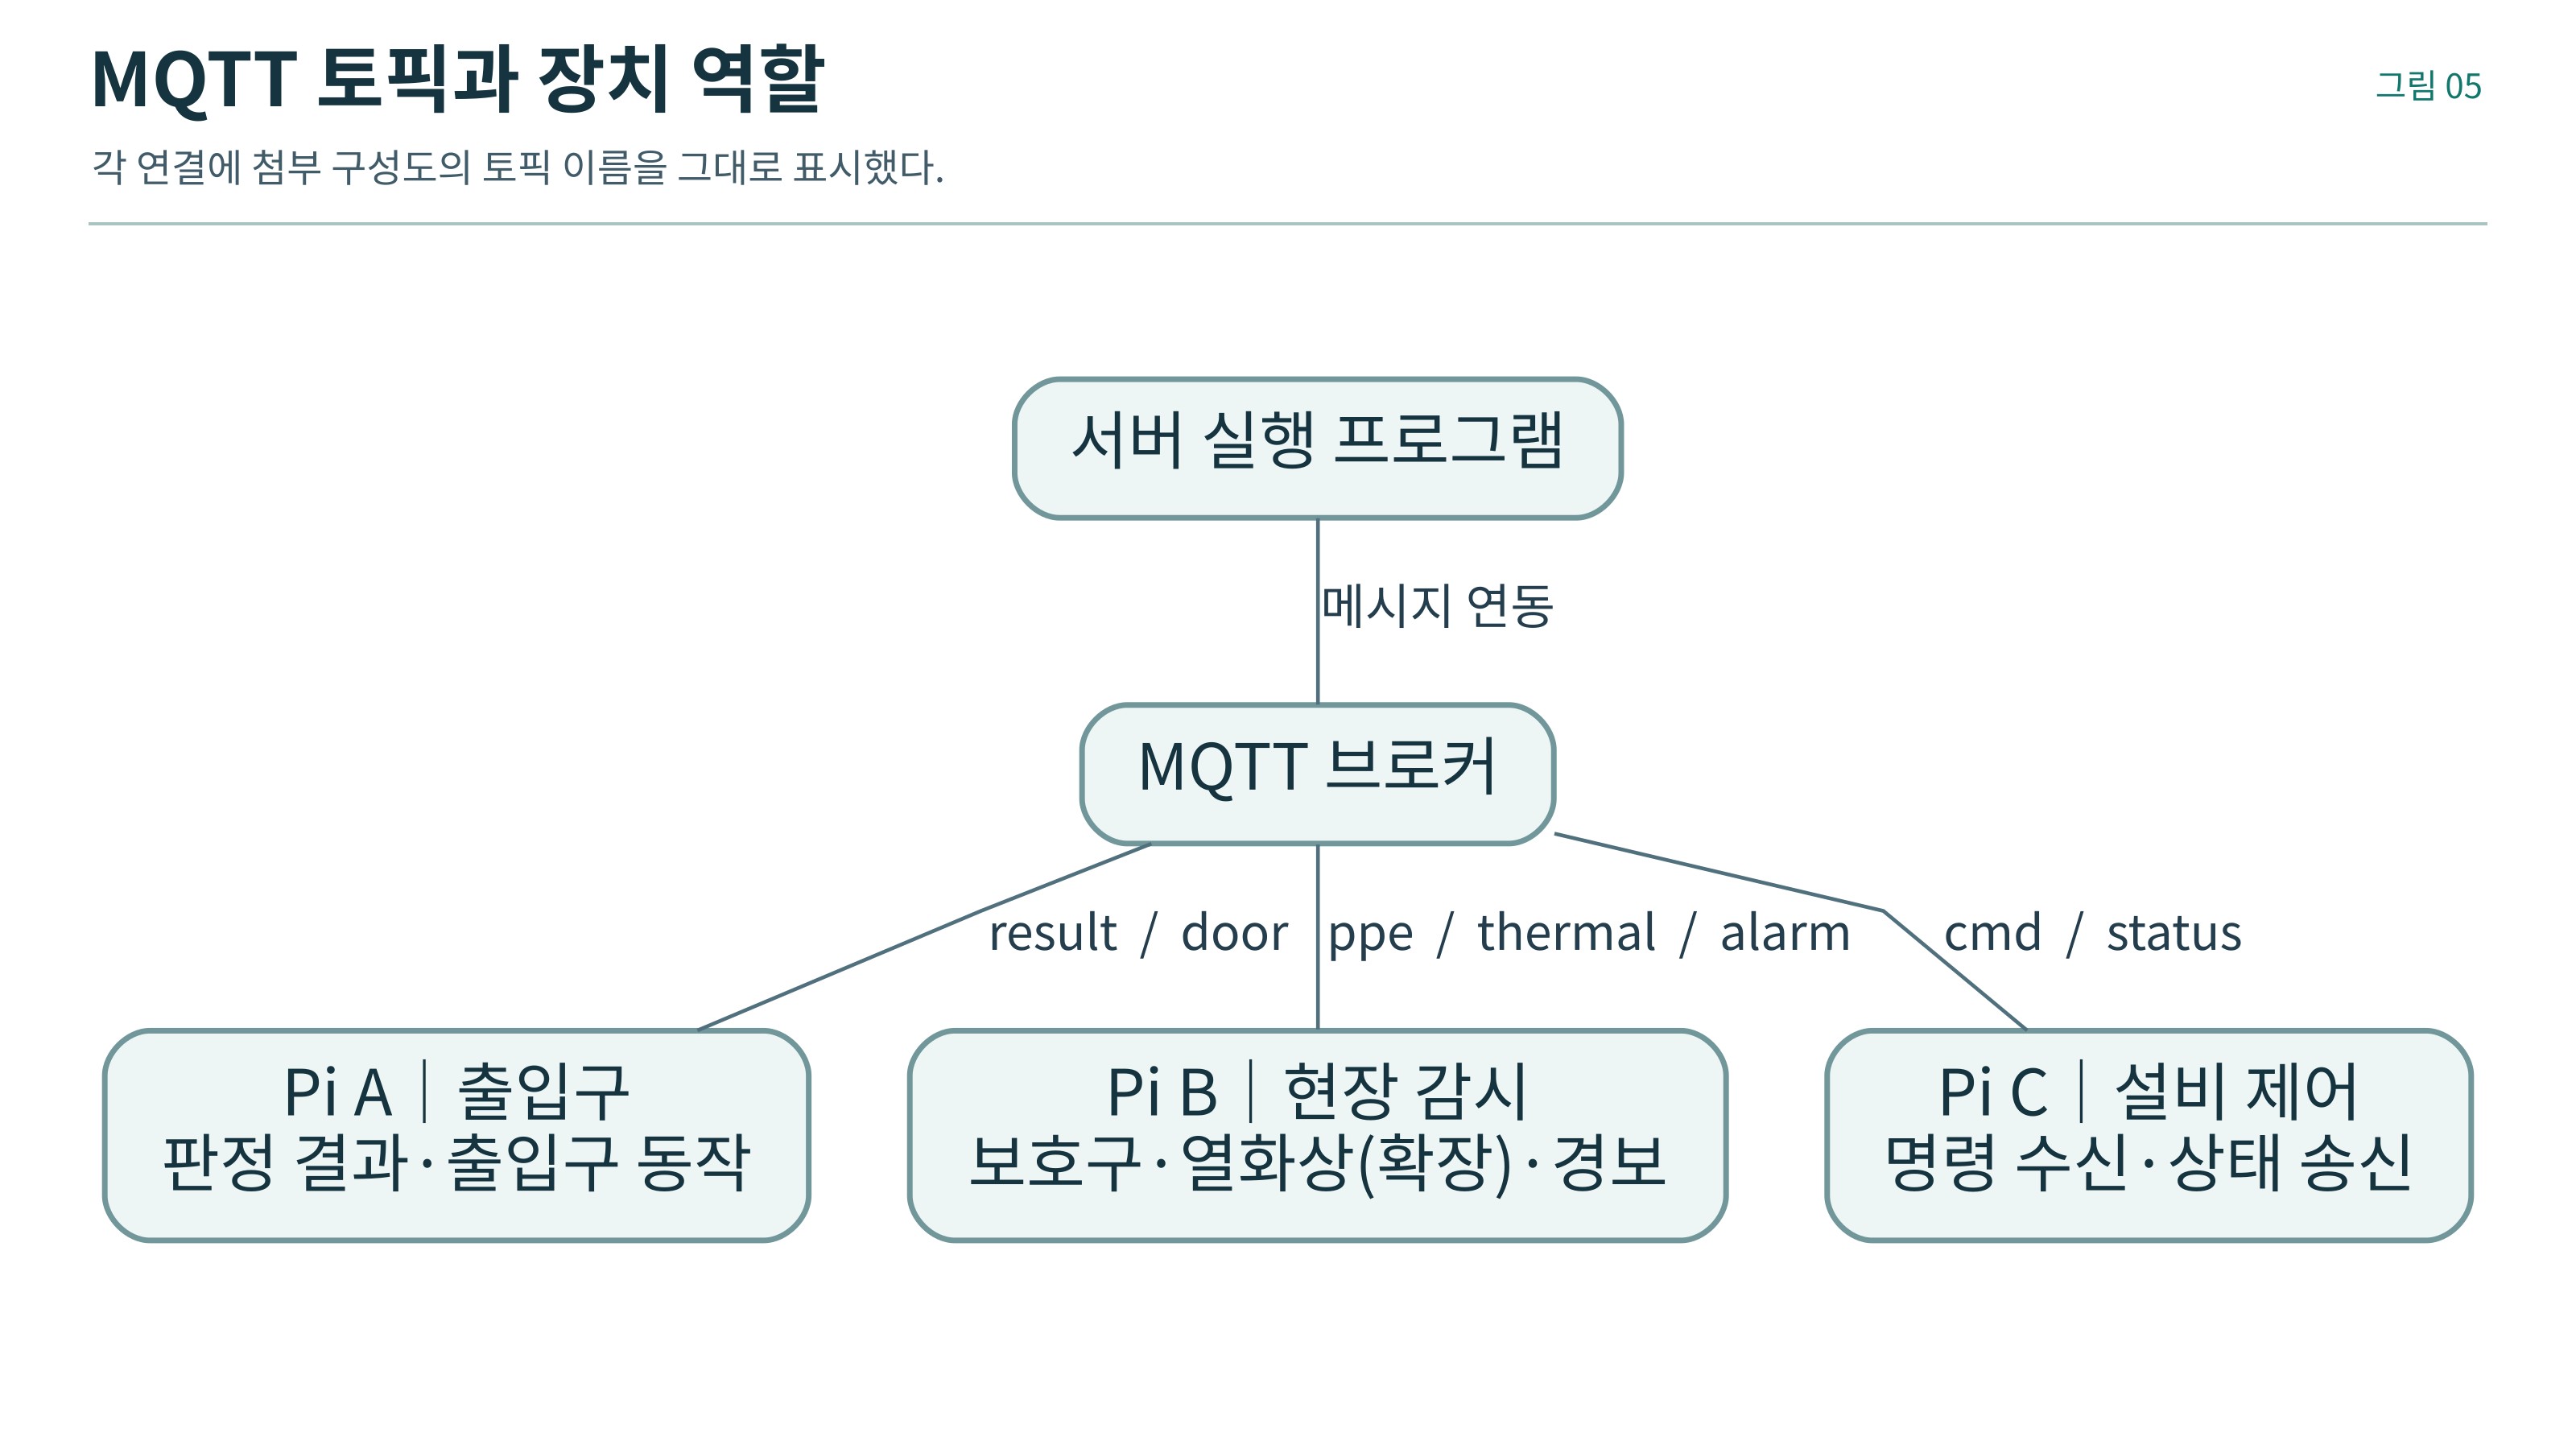 MQTT 토픽과 장치 역할
그림 05
각 연결에 첨부 구성도의 토픽 이름을 그대로 표시했다.
서버 실행 프로그램
메시지 연동
MQTT 브로커
result / door
ppe / thermal / alarm
cmd / status
Pi A│출입구
판정 결과·출입구 동작
Pi B│현장 감시
보호구·열화상(확장)·경보
Pi C│설비 제어
명령 수신·상태 송신